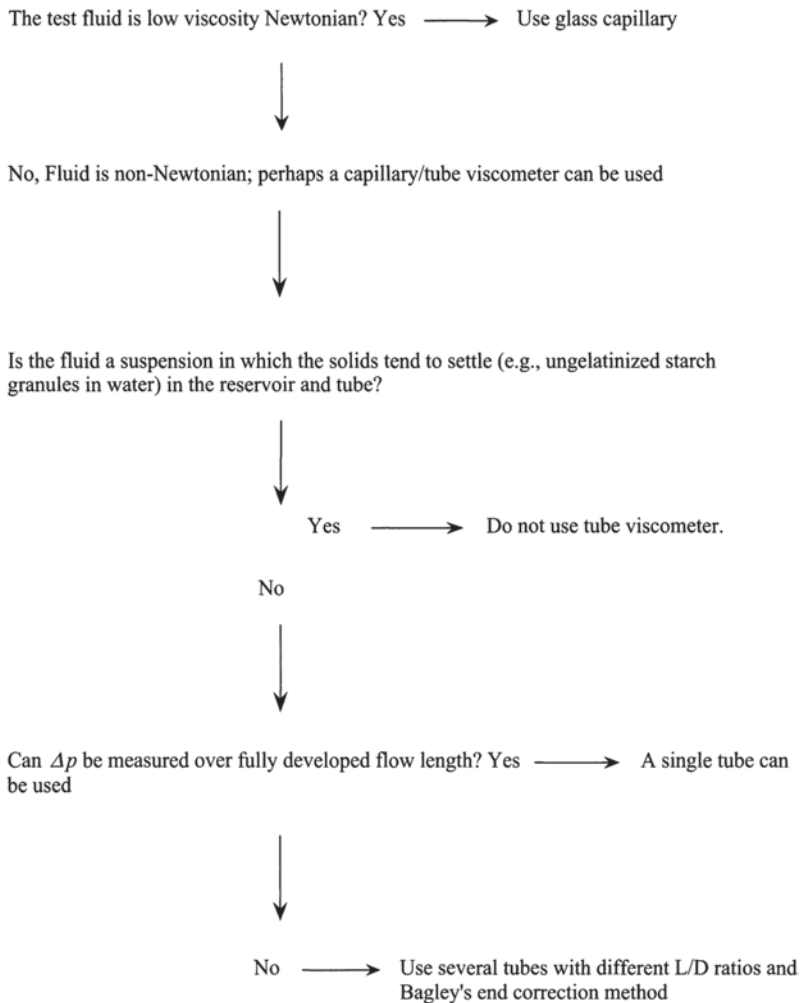 The test fluid is low viscosity Newtonian? Yes Use glass capillary
No, Fluid is non-Newtonian; perhaps a capillary/tube viscometer can be used
Is the fluid a suspension in which the solids tend to settle (e.g., ungelatinized starch
granules in water) in the reservoir and tube?
Yes Do not use tube viscometer.
No
Can Δp be measured over fully developed flow length? Yes A single tube can
be used
No Use several tubes with different L/D ratios and
Bagley's end correction method